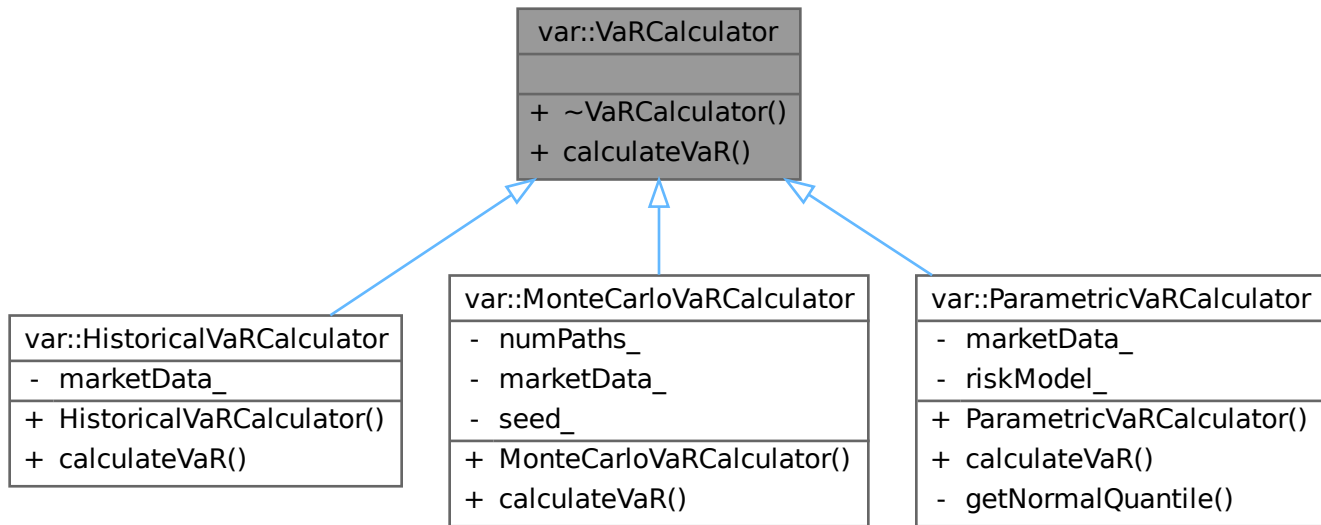 var::VaRCalculator
+ ~VaRCalculator()
+ calculateVaR()
var::HistoricalVaRCalculator
- marketData_
+ HistoricalVaRCalculator()
+ calculateVaR()
var::MonteCarloVaRCalculator
- numPaths_
- marketData_
- seed_
+ MonteCarloVaRCalculator()
+ calculateVaR()
var::ParametricVaRCalculator
- marketData_
- riskModel_
+ ParametricVaRCalculator()
+ calculateVaR()
- getNormalQuantile()